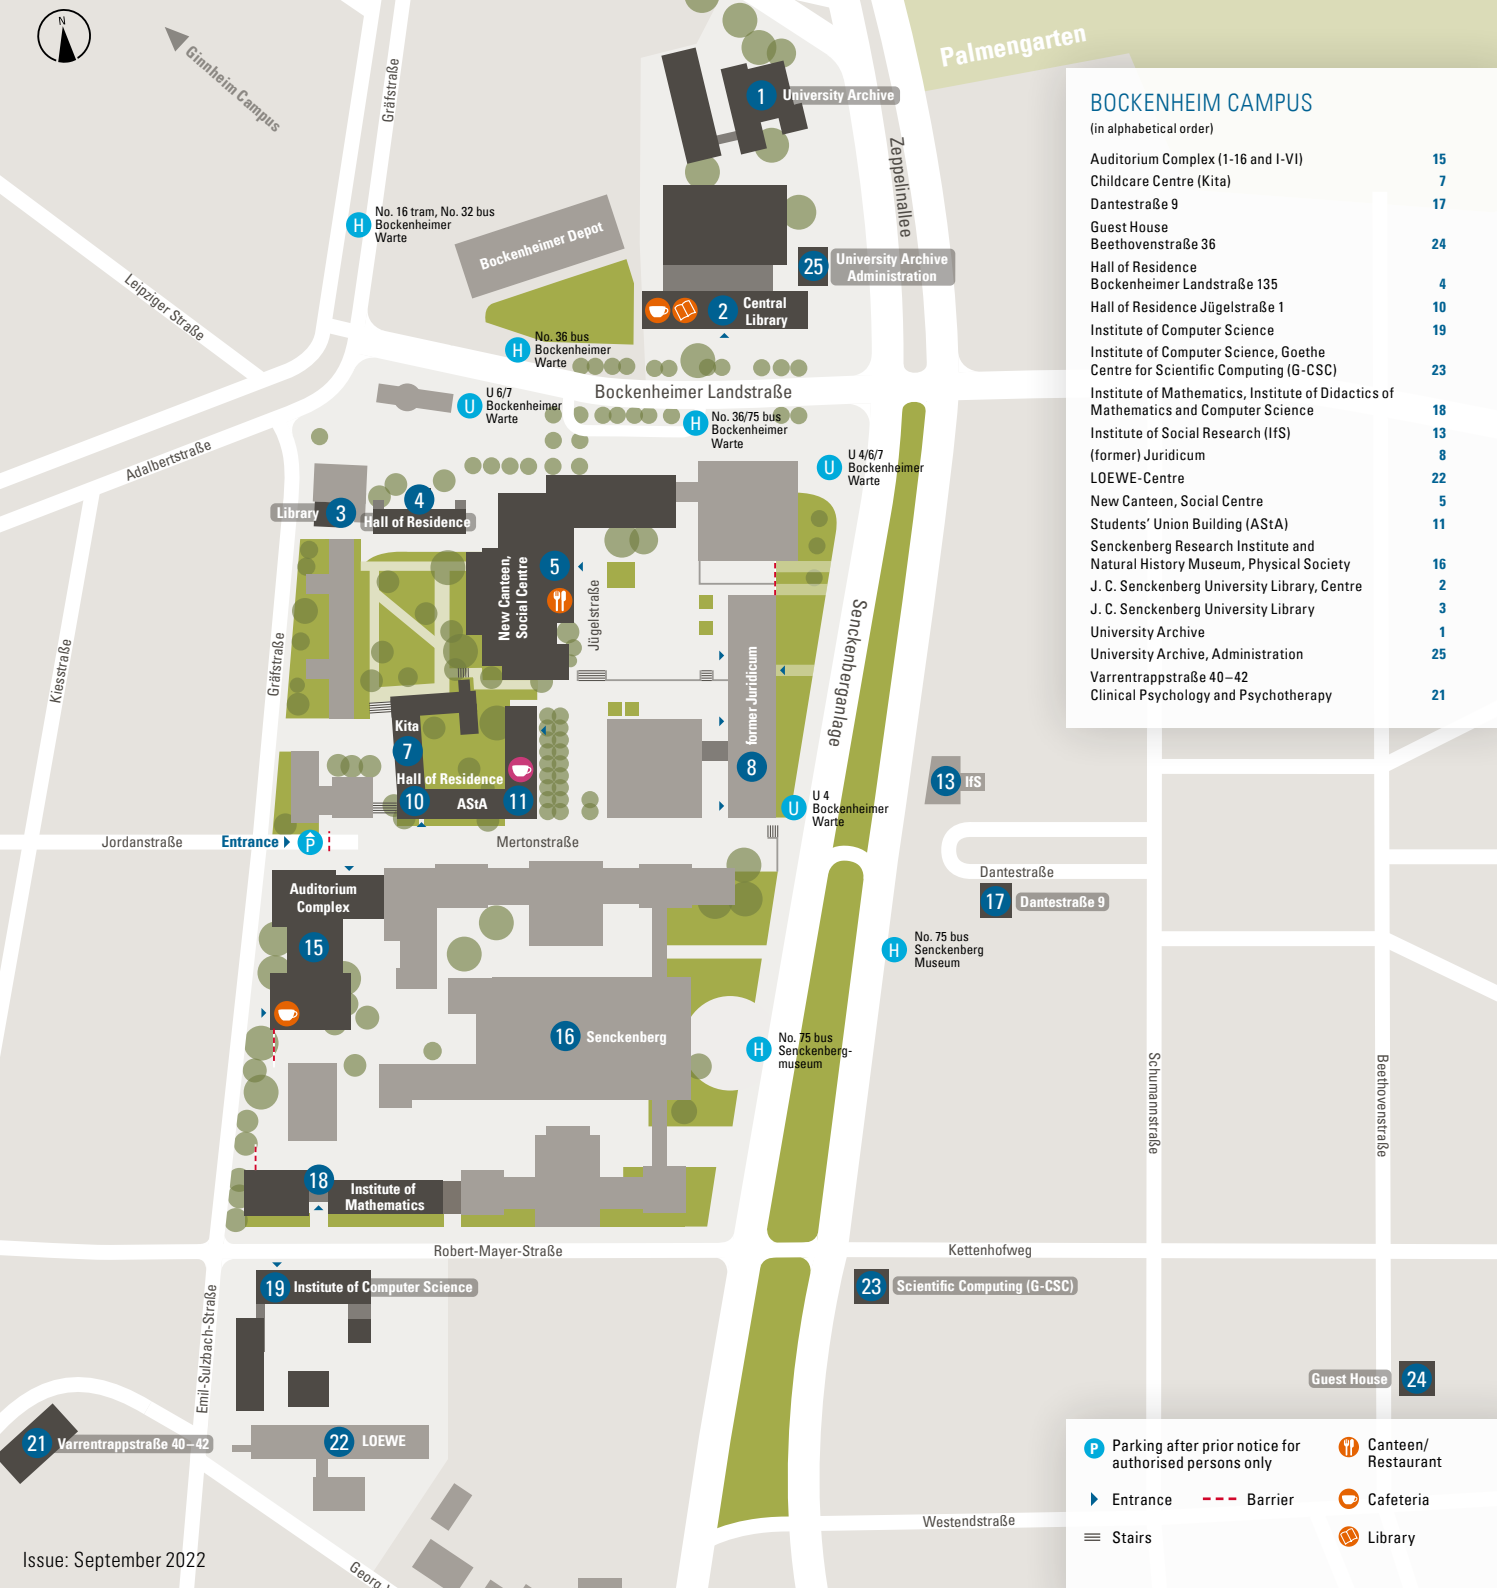 N
Ginnheim Campus
Gräfstraße
Palmengarten
1
University Archive
Zeppelinallee
BOCKENHEIM CAMPUS
(in alphabetical order)
Auditorium Complex (1-16 and I-VI) 15
Childcare Centre (Kita) 7
Dantestraße 9 17
Guest House
Beethovenstraße 36 24
Hall of Residence
Bockenheimer Landstraße 135 4
Hall of Residence Jügelstraße 1 10
Institute of Computer Science 19
Institute of Computer Science, Goethe
Centre for Scientific Computing (G-CSC) 23
Institute of Mathematics, Institute of Didactics of
Mathematics and Computer Science 18
Institute of Social Research (IfS) 13
(former) Juridicum 8
LOEWE-Centre 22
New Canteen, Social Centre 5
Students' Union Building (AStA) 11
Senckenberg Research Institute and
Natural History Museum, Physical Society 16
J. C. Senckenberg University Library, Centre 2
J. C. Senckenberg University Library 3
University Archive 1
University Archive, Administration 25
Varrentrappstraße 40–42
Clinical Psychology and Psychotherapy 21
H
No. 16 tram, No. 32 bus
Bockenheimer
Warte
Bockenheimer Depot
25
University Archive
Administration
Leipziger Straße
2
Central
Library
H
No. 36 bus
Bockenheimer
Warte
Bockenheimer Landstraße
U
U 6/7
Bockenheimer
Warte
H
No. 36/75 bus
Bockenheimer
Warte
Adalbertstraße
U
U 4/6/7
Bockenheimer
Warte
Library
3
4
Hall of Residence
New Canteen,
Social Centre
5
Jügelstraße
Senckenberganlage
Kiesstraße
Gräfstraße
former Juridicum
8
Kita
7
Hall of Residence
10
AStA
11
13
IfS
U
U 4
Bockenheimer
Warte
Jordanstraße
Entrance
P
Mertonstraße
Dantestraße
17
Dantestraße 9
Auditorium
Complex
15
H
No. 75 bus
Senckenberg
Museum
16
Senckenberg
H
No. 75 bus
Senckenberg-
museum
Schumannstraße
Beethovenstraße
18
Institute of
Mathematics
Robert-Mayer-Straße
Kettenhofweg
19
Institute of Computer Science
23
Scientific Computing (G-CSC)
Emil-Sulzbach-Straße
Guest House
24
21
Varrentrappstraße 40–42
22
LOEWE
P
Parking after prior notice for
authorised persons only
Canteen/
Restaurant
Entrance
Barrier
Cafeteria
Stairs
Library
Westendstraße
Issue: September 2022
Georg